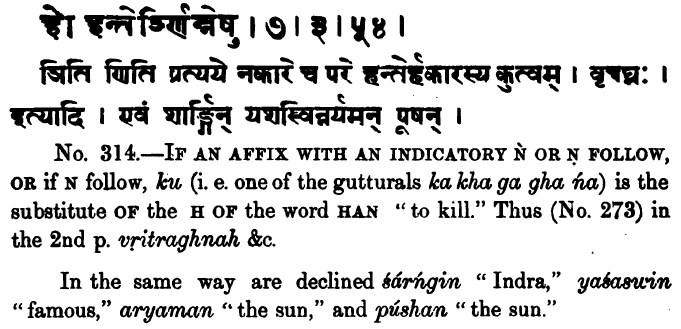 हो हन्तेर्ञ्णिन्नेषु । ७ । ३ । ५४ ।
ञिति णिति प्रत्यये नकारे च परे हन्तेर्हकारस्य कुत्वम् । वृत्रघ्नः ।
इत्यादि । एवं शार्ङ्गिन् यशस्विन्नर्यमन् पूषन् ।
No. 314.—IF AN AFFIX WITH AN INDICATORY Ǹ OR Ṇ FOLLOW,
OR if N follow, ku (i. e. one of the gutturals ka kha ga gha ńa) is the
substitute OF the H OF the word HAN "to kill." Thus (No. 273) in
the 2nd p. vṛitraghnah &c.
In the same way are declined śárńgin "Indra," yaśaswin
"famous," aryaman "the sun," and púshan "the sun."